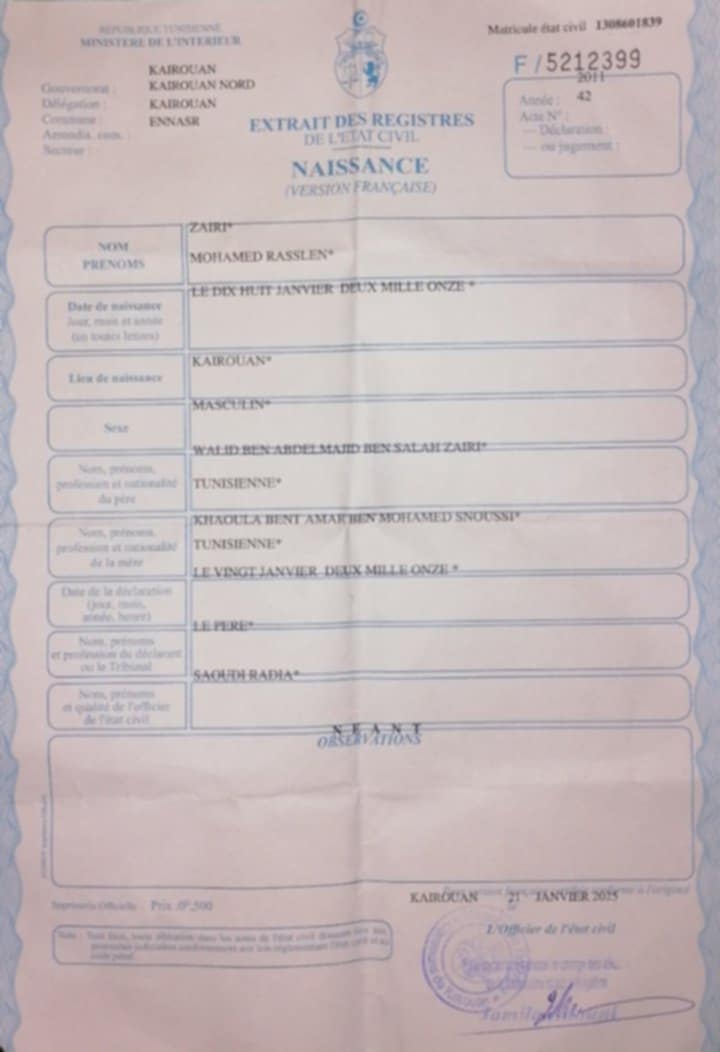 REPUBLIQUE TUNISIENNE
MINISTERE DE L'INTERIEUR
Matricule état civil 1308601839
F/5212399
Gouvernorat : KAIROUAN
Délégation : KAIROUAN NORD
Commune : KAIROUAN
ENNASR
Secteur :
2011
Année : 42
Acte N° :
— Déclaration :
— ou jugement :
EXTRAIT DES REGISTRES
DE L'ETAT CIVIL
NAISSANCE
(VERSION FRANÇAISE)
NOM
PRENOMS
ZAIRI*
MOHAMED RASSLEN*
Date de naissance
Jour, mois et année
(en toutes lettres)
LE DIX HUIT JANVIER DEUX MILLE ONZE *
Lieu de naissance
KAIROUAN*
Sexe
MASCULIN*
Nom, prénoms,
profession et nationalité
du père
WALID BEN ABDELMAJID BEN SALAH ZAIRI*
TUNISIENNE*
Nom, prénoms,
profession et nationalité
de la mère
KHAOULA BENT AMAR BEN MOHAMED SNOUSSI*
TUNISIENNE*
Date de la déclaration
(jour, mois,
année, heure)
LE VINGT JANVIER DEUX MILLE ONZE *
Nom, prénoms
et profession du déclarant
ou le Tribunal
LE PERE*
Nom, prénoms
et qualité de l'officier
de l'état civil
SAOUDI RADIA*
N E A N T
OBSERVATIONS
Imprimerie Officielle Prix
KAIROUAN 21 JANVIER 2025
L'Officier de l'état civil